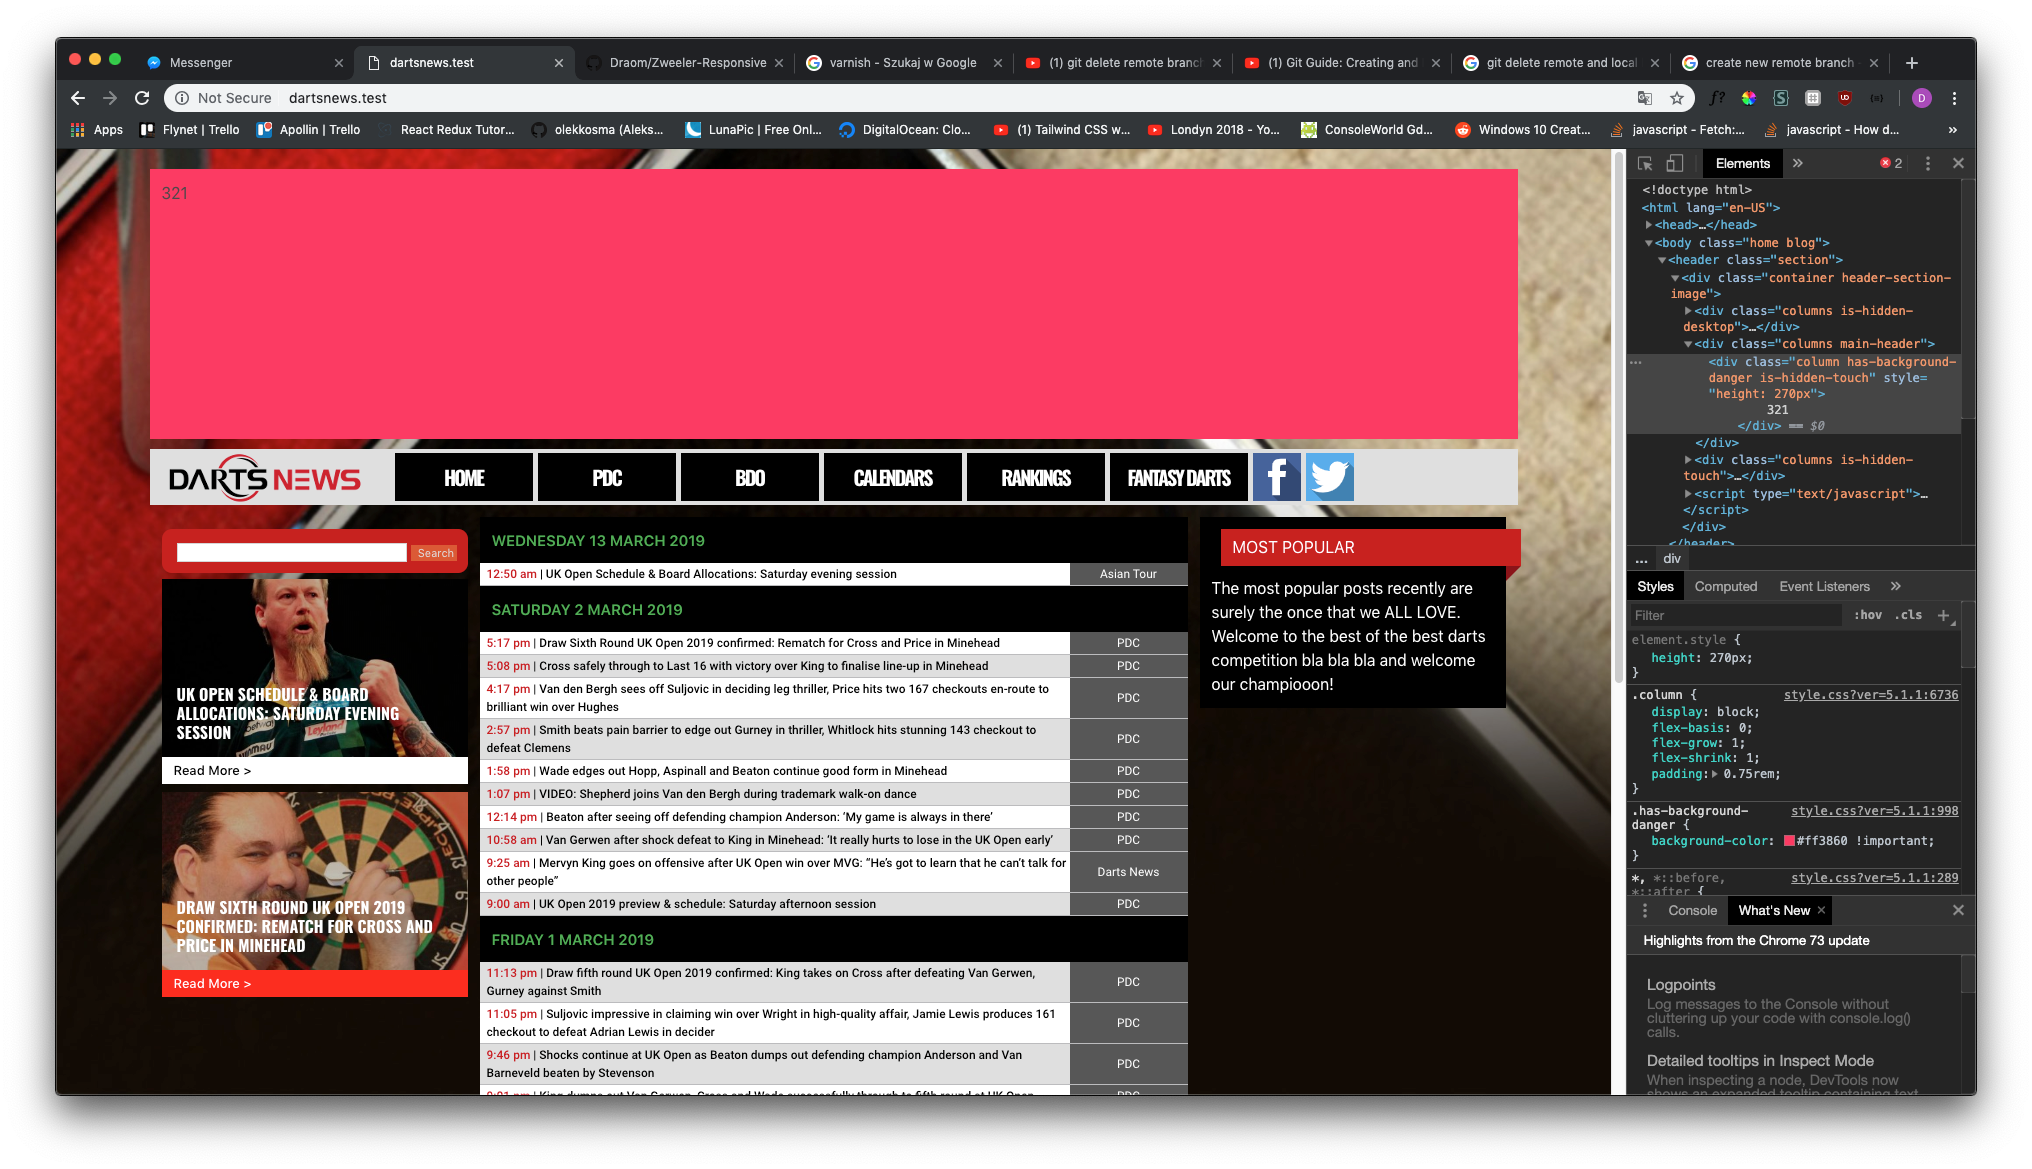 Messenger
dartsnews.test
Draom/Zweeler-Responsive
varnish - Szukaj w Google
(1) git delete remote branch
(1) Git Guide: Creating and
git delete remote and local
create new remote branch -
Not Secure dartsnews.test
Apps
Flynet | Trello
Apollin | Trello
React Redux Tutor...
olekkosma (Aleks...
LunaPic | Free Onl...
DigitalOcean: Clo...
(1) Tailwind CSS w...
Londyn 2018 - Yo...
ConsoleWorld Gd...
Windows 10 Creat...
javascript - Fetch:...
javascript - How d...
»
321
DARTS NEWS
HOME
PDC
BDO
CALENDARS
RANKINGS
FANTASY DARTS
Search
UK OPEN SCHEDULE & BOARD
ALLOCATIONS: SATURDAY EVENING
SESSION
Read More >
DRAW SIXTH ROUND UK OPEN 2019
CONFIRMED: REMATCH FOR CROSS AND
PRICE IN MINEHEAD
Read More >
WEDNESDAY 13 MARCH 2019
12:50 am | UK Open Schedule & Board Allocations: Saturday evening session Asian Tour
SATURDAY 2 MARCH 2019
5:17 pm | Draw Sixth Round UK Open 2019 confirmed: Rematch for Cross and Price in Minehead PDC
5:08 pm | Cross safely through to Last 16 with victory over King to finalise line-up in Minehead PDC
4:17 pm | Van den Bergh sees off Suljovic in deciding leg thriller, Price hits two 167 checkouts en-route to
brilliant win over Hughes PDC
2:57 pm | Smith beats pain barrier to edge out Gurney in thriller, Whitlock hits stunning 143 checkout to
defeat Clemens PDC
1:58 pm | Wade edges out Hopp, Aspinall and Beaton continue good form in Minehead PDC
1:07 pm | VIDEO: Shepherd joins Van den Bergh during trademark walk-on dance PDC
12:14 pm | Beaton after seeing off defending champion Anderson: ‘My game is always in there’ PDC
10:58 am | Van Gerwen after shock defeat to King in Minehead: ‘It really hurts to lose in the UK Open early’ PDC
9:25 am | Mervyn King goes on offensive after UK Open win over MVG: “He’s got to learn that he can’t talk for
other people” Darts News
9:00 am | UK Open 2019 preview & schedule: Saturday afternoon session PDC
FRIDAY 1 MARCH 2019
11:13 pm | Draw fifth round UK Open 2019 confirmed: King takes on Cross after defeating Van Gerwen,
Gurney against Smith PDC
11:05 pm | Suljovic impressive in claiming win over Wright in high-quality affair, Jamie Lewis produces 161
checkout to defeat Adrian Lewis in decider PDC
9:46 pm | Shocks continue at UK Open as Beaton dumps out defending champion Anderson and Van
Barneveld beaten by Stevenson PDC
MOST POPULAR
The most popular posts recently are
surely the once that we ALL LOVE.
Welcome to the best of the best darts
competition bla bla bla and welcome
our champiooon!
Elements » 2
<!doctype html>
<html lang="en-US">
<head>…</head>
<body class="home blog">
<header class="section">
<div class="container header-section-
image">
<div class="columns is-hidden-
desktop">…</div>
<div class="columns main-header">
<div class="column has-background-
danger is-hidden-touch" style=
"height: 270px">
321
</div> == $0
</div>
<div class="columns is-hidden-
touch">…</div>
<script type="text/javascript">…
</script>
</div>
</header>
... div
Styles Computed Event Listeners »
Filter :hov .cls +
element.style {
height: 270px;
}
.column { style.css?ver=5.1.1:6736
display: block;
flex-basis: 0;
flex-grow: 1;
flex-shrink: 1;
padding: 0.75rem;
}
.has-background- style.css?ver=5.1.1:998
danger {
background-color: #ff3860 !important;
}
*, *::before, style.css?ver=5.1.1:289
*::after {
Console What's New
Highlights from the Chrome 73 update
Logpoints
Log messages to the Console without
cluttering up your code with console.log()
calls.
Detailed tooltips in Inspect Mode
When inspecting a node, DevTools now
shows an expanded tooltip containing text